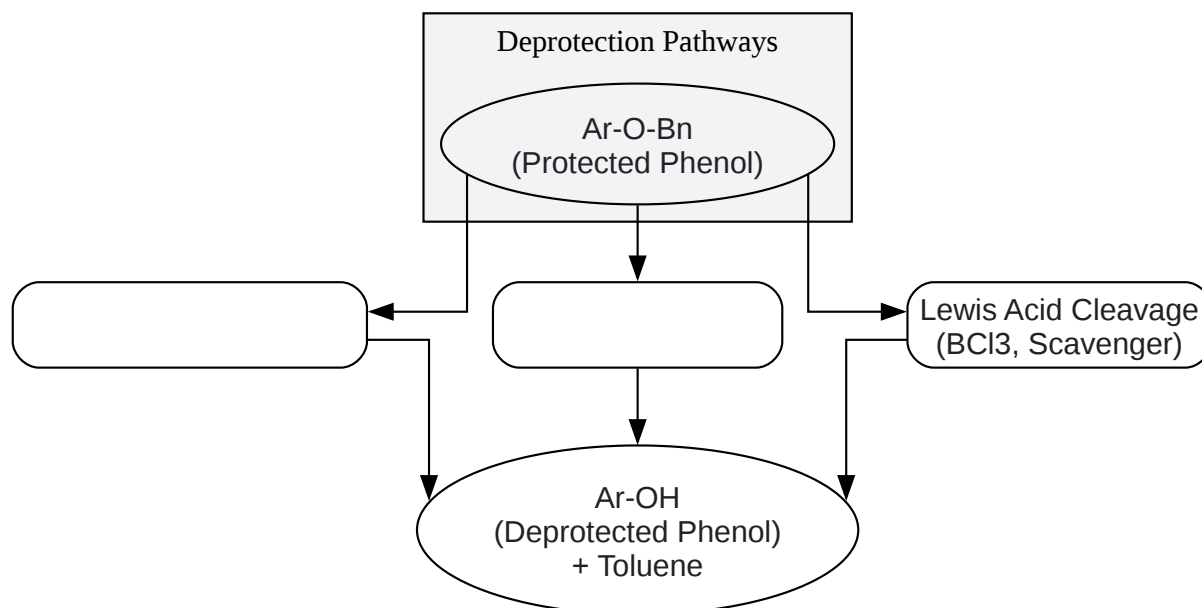 Deprotection Pathways
Ar-O-Bn
(Protected Phenol)
Lewis Acid Cleavage
(BCl3, Scavenger)
Ar-OH
(Deprotected Phenol)
+ Toluene